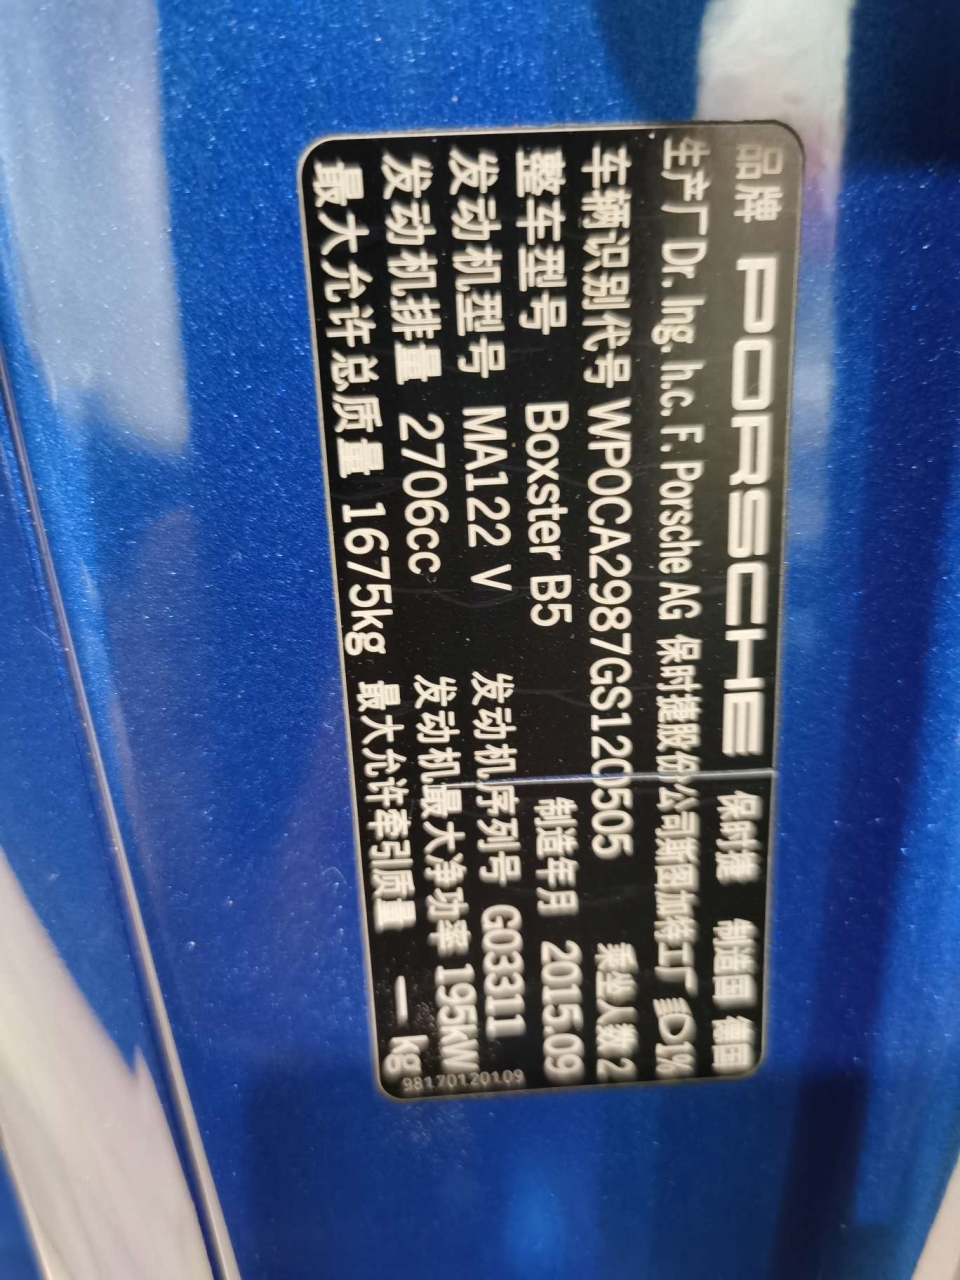 品牌 PORSCHE 保时捷 制造国 德国
生产厂 Dr. Ing. h.c. F. Porsche AG 保时捷股份公司斯图加特工厂 1%
车辆识别代号 WP0CA2987GS120505 乘坐人数 2
整车型号 Boxster B5 制造年月 2015.09
发动机型号 MA122 V 发动机序列号 G03311
发动机排量 2706cc 发动机最大净功率 195kW
最大允许总质量 1675kg 最大允许牵引质量 — kg
98170120109